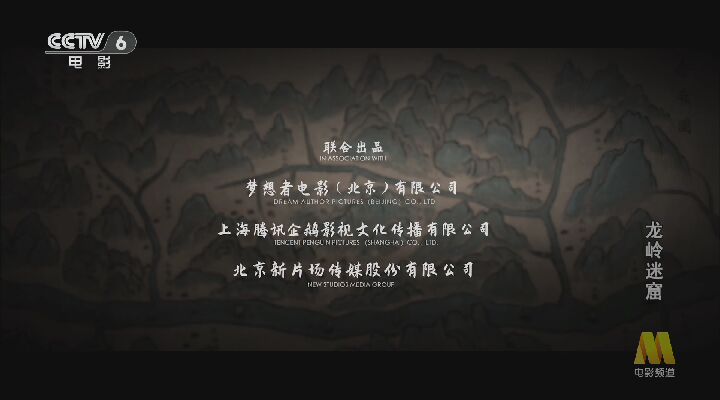 CCTV 6
电影
联合出品
IN ASSOCIATION WITH
梦想者电影(北京)有限公司
DREAM AUTHOR PICTURES (BEIJING) CO., LTD
上海腾讯企鹅影视文化传播有限公司
TENCENT PENGUIN PICTURES (SHANGHAI) CO., LTD.
北京新片场传媒股份有限公司
NEW STUDIOS MEDIA GROUP
龙岭迷窟
电影频道